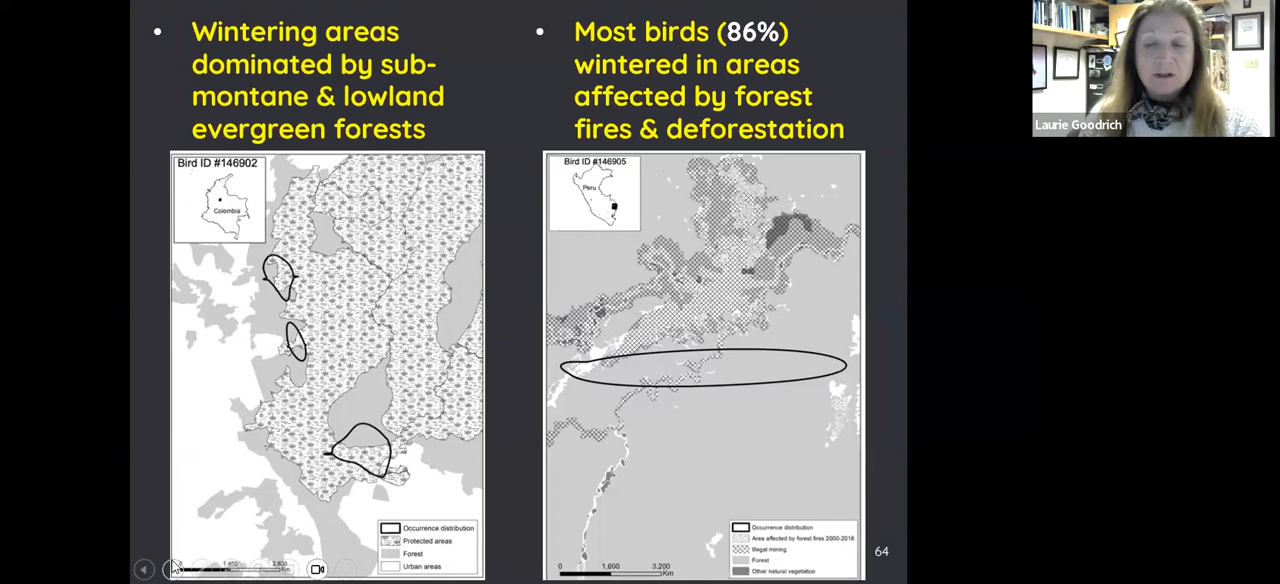 • Wintering areas
dominated by sub-
montane & lowland
evergreen forests
• Most birds (86%)
wintered in areas
affected by forest
fires & deforestation
Laurie Goodrich
Bird ID #146902
Colombia
Occurrence distribution
Protected areas
Forest
Urban areas
Km
Bird ID #146905
Peru
Occurrence distribution
Area affected by forest fires 2000-2018
Illegal mining
Forest
Other natural vegetation
0 1,600 3,200
Km
64